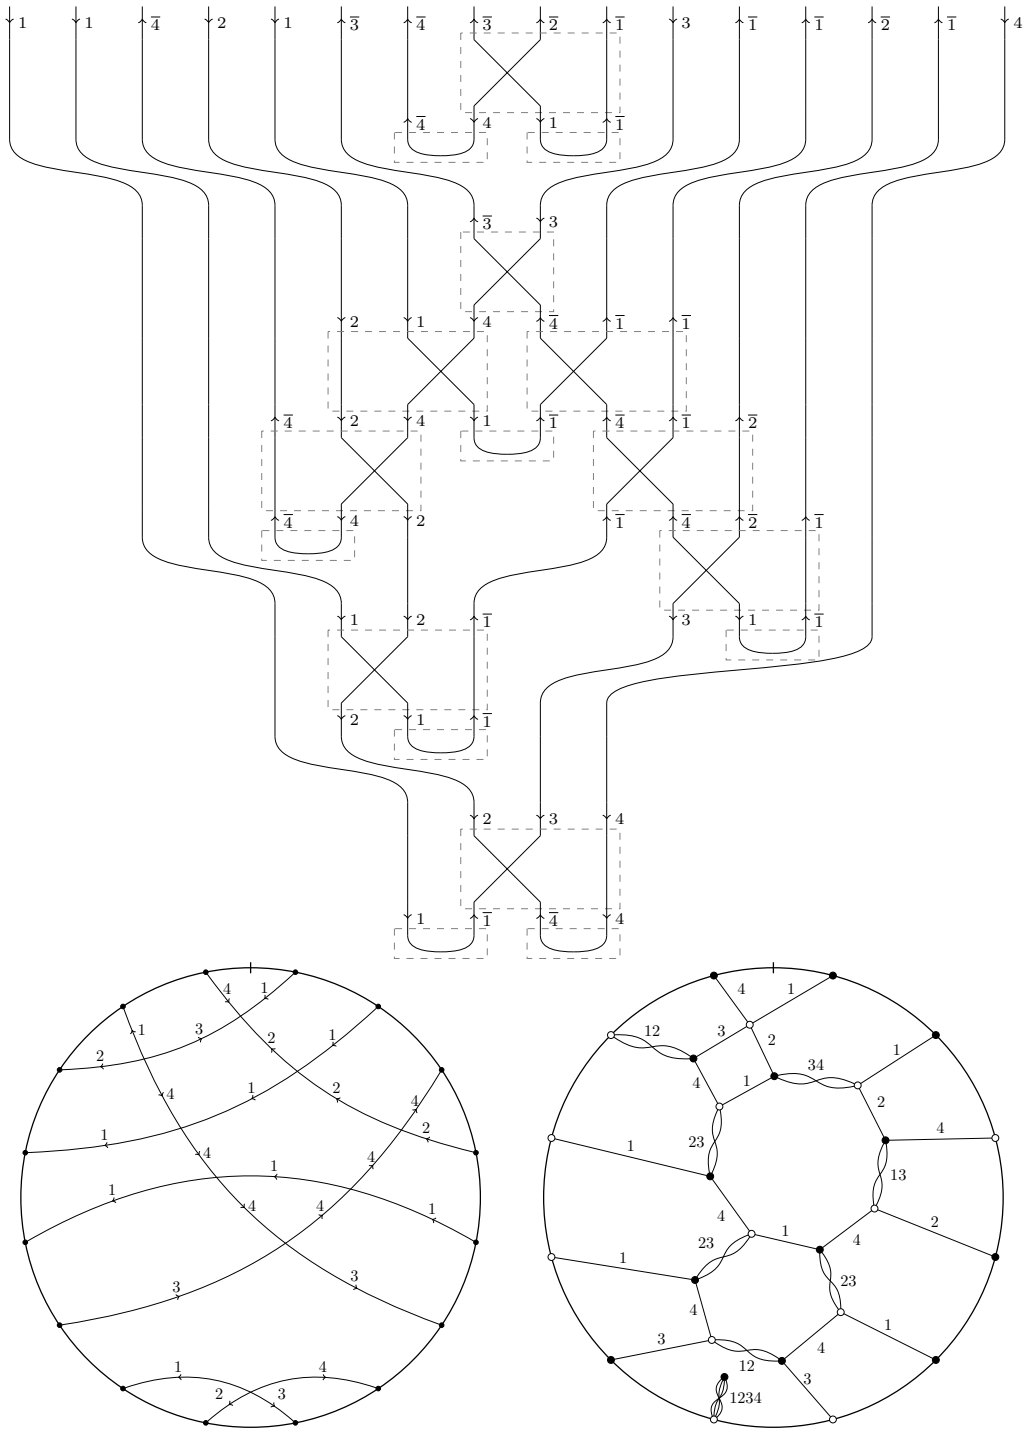 1 1 4̅ 2 1 3̅ 4̅ 3̅ 2̅ 1̅ 3 1̅ 1̅ 2̅ 1̅ 4
4̅ 4 1 1̅
3̅ 3
2 1 4 4̅ 1̅ 1̅
4̅ 2 4 1 1̅ 4̅ 1̅ 2̅
4̅ 4 2 1̅ 4̅ 2̅ 1̅
1 2 1̅ 3 1 1̅
2 1 1̅
2 3 4
1 1̅ 4̅ 4
4 1 4 1
1 3 2 1 12 3 2 1
2 4 1 34
4 1 2 4 4 2
1 2 1 23 4
4 4 13
1 1 4 4 1 4 2
4 1 23 1 4
1 23
3 3 4 1
3 4
1 4 12 3
2 3 1234